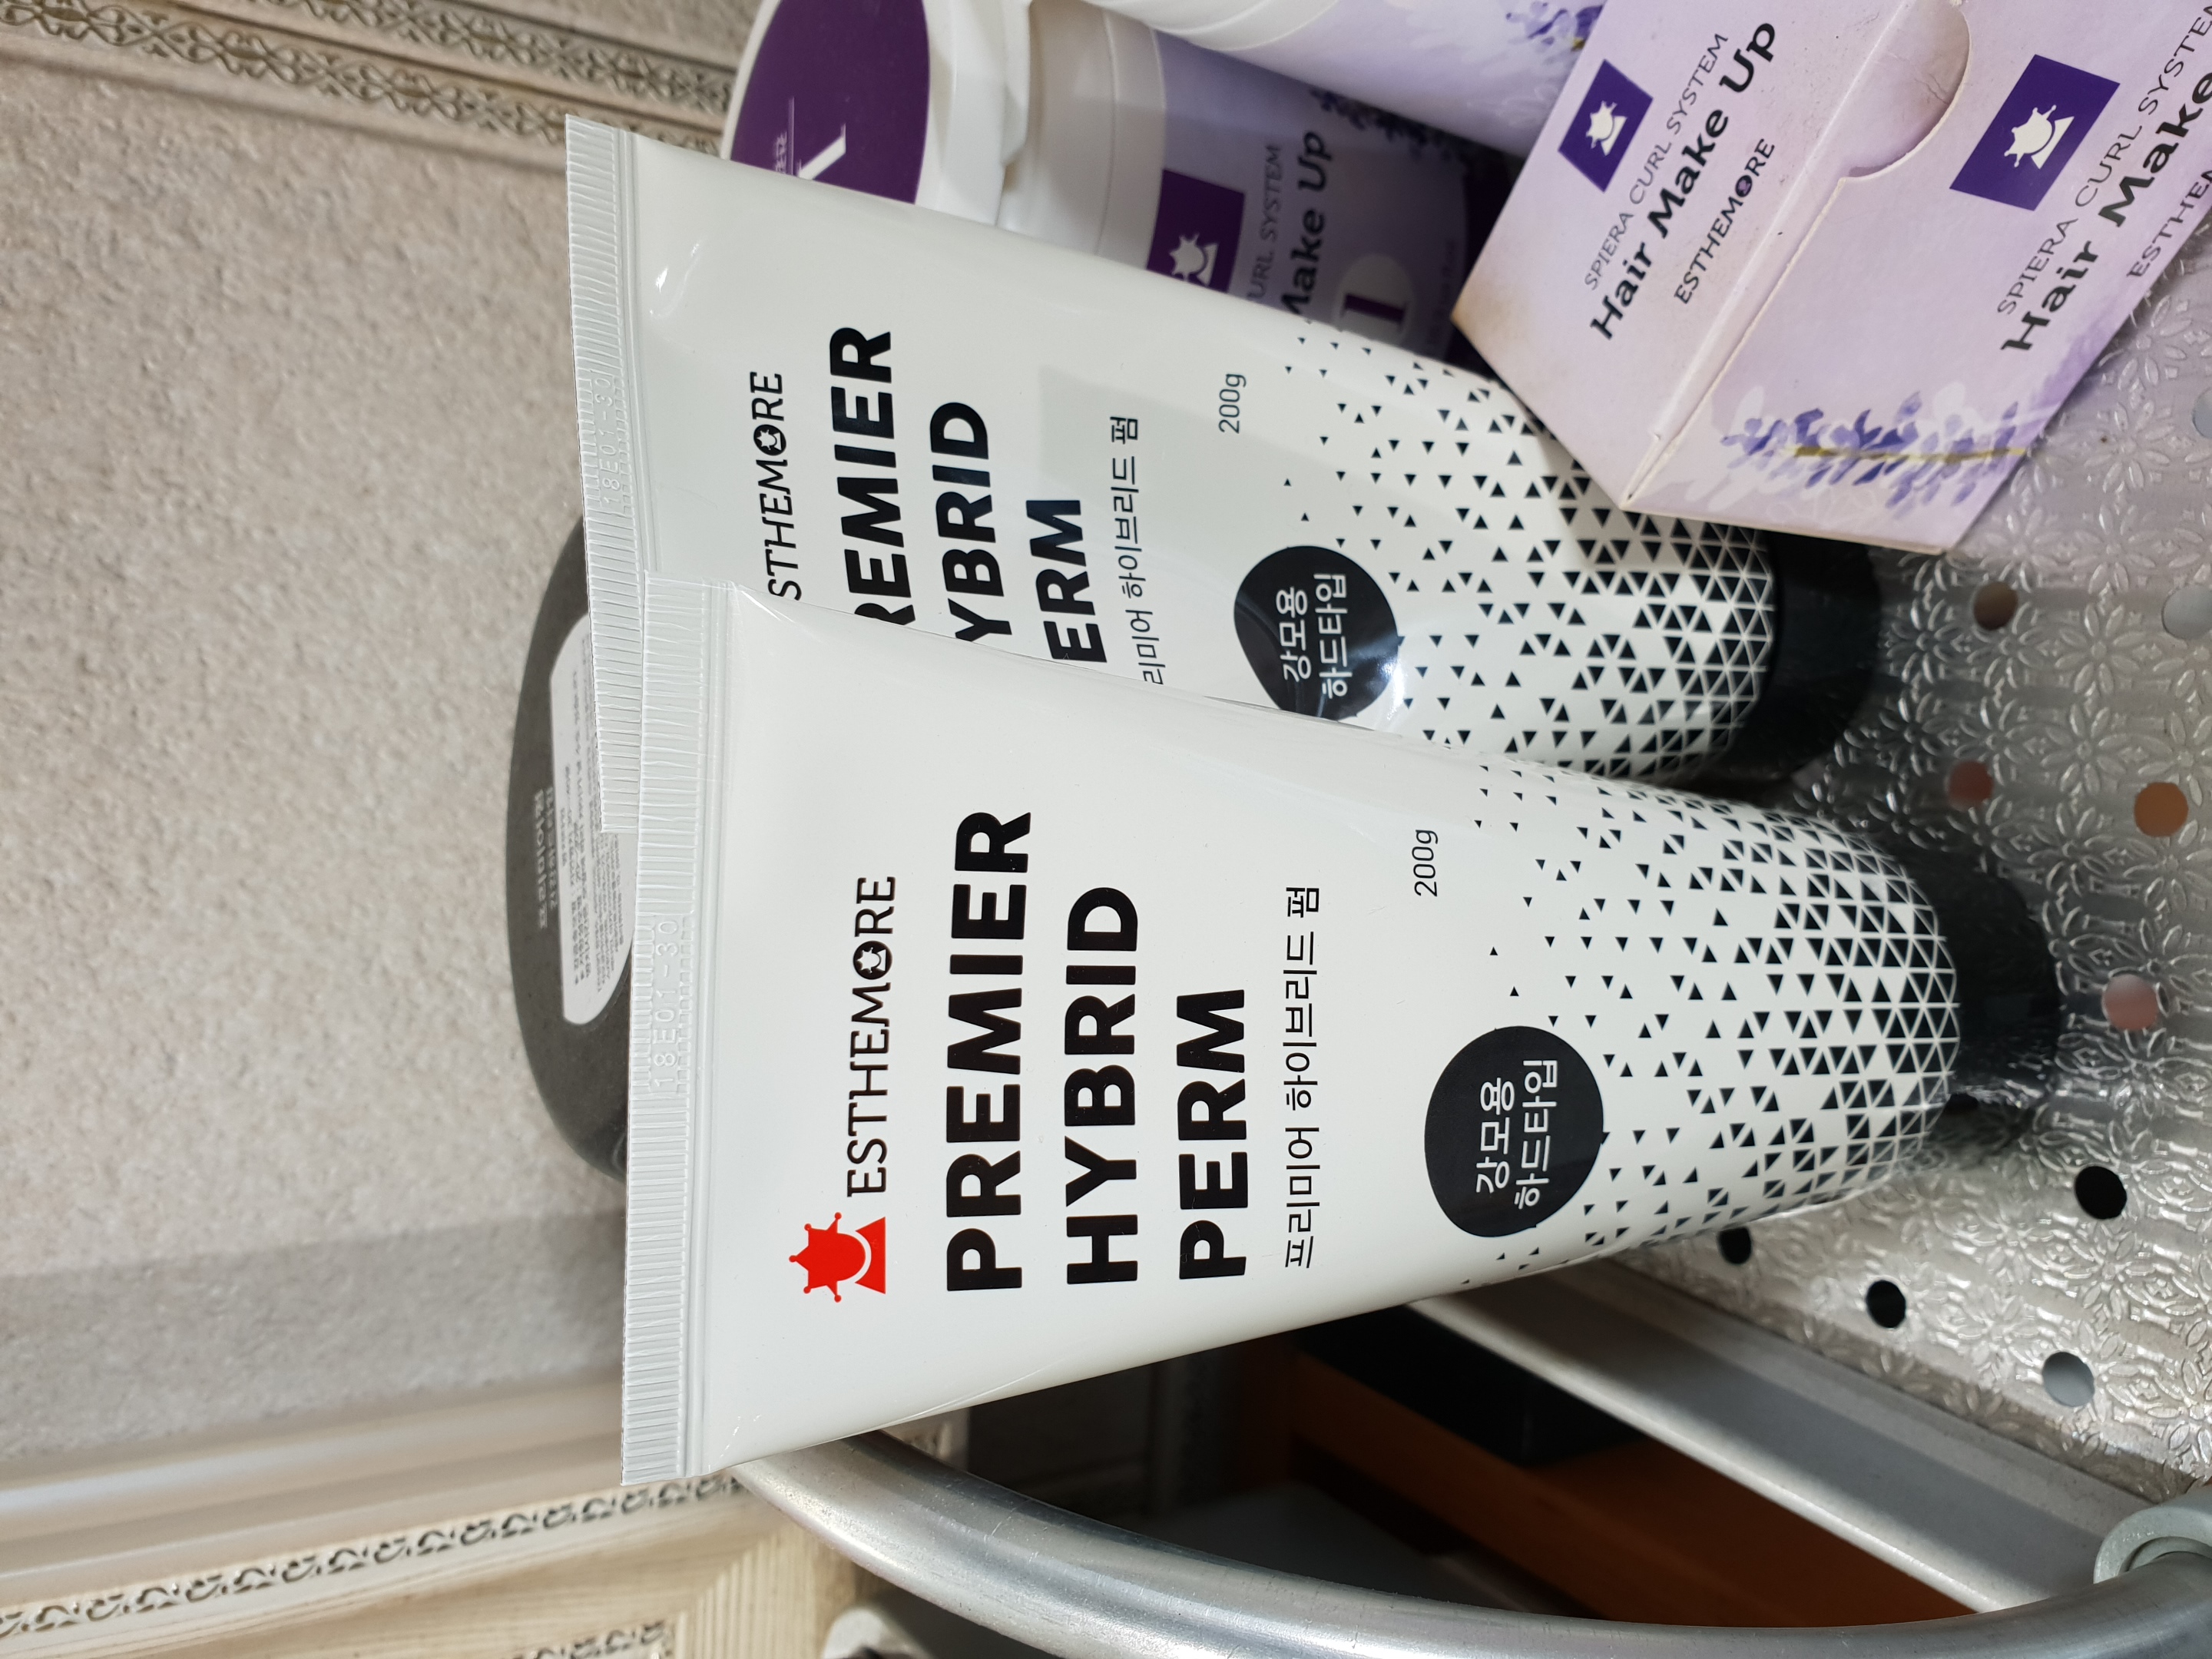 ESTHEMORE
PREMIER
HYBRID
PERM
프리미어 하이브리드 펌
200g
강모용
하드타입
18E01-30
STHEMORE
REMIER
YBRID
ERM
리미어 하이브리드 펌
200g
강모용
하드타입
18E01-30
URL SYSTEM
Make Up
1
SPIERA CURL SYSTEM
Hair Make Up
ESTHEMORE
SPIERA CURL SYSTEM
Hair Make
ESTHEM